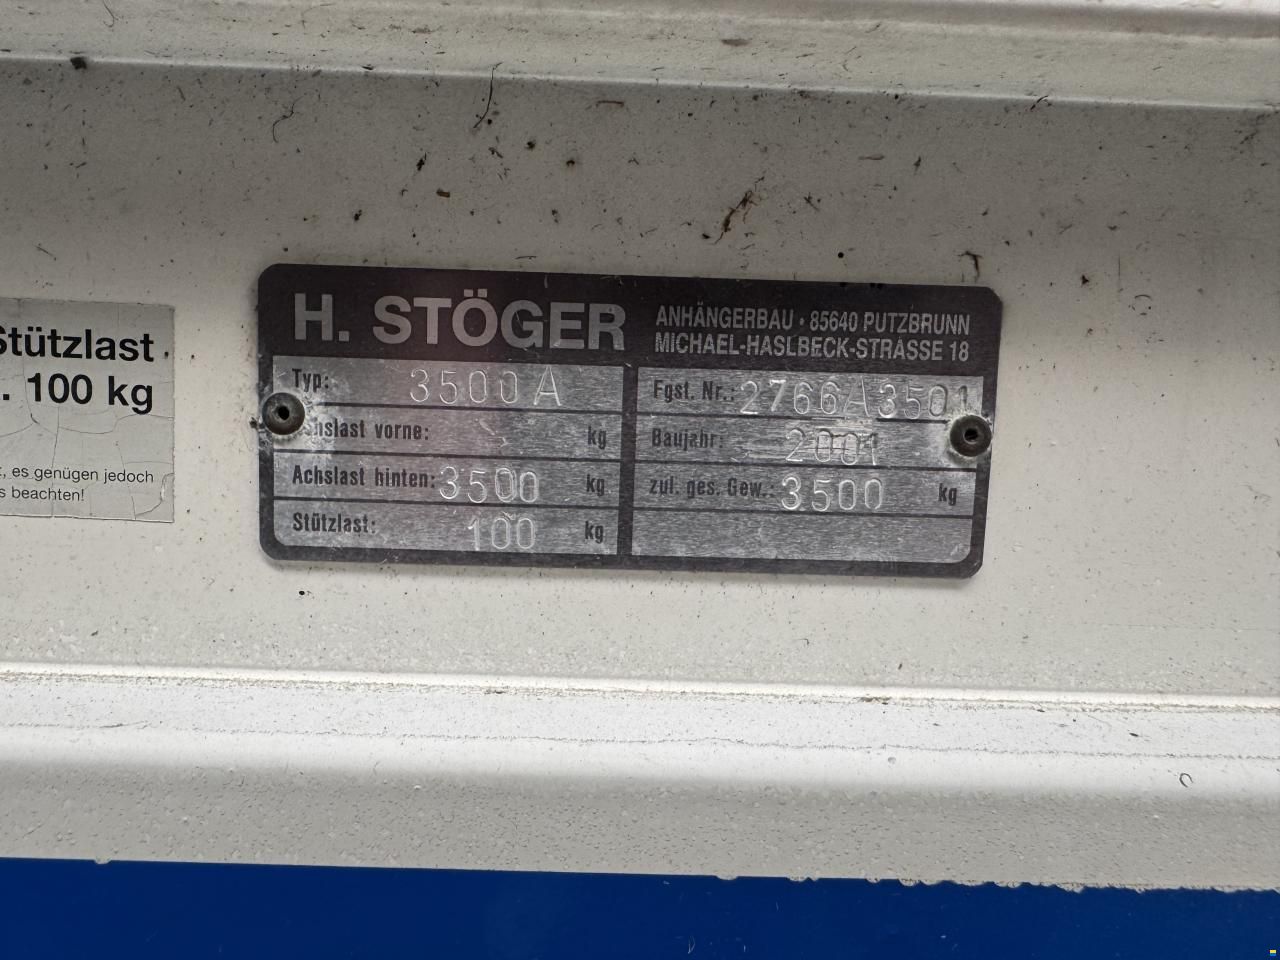 Stützlast
. 100 kg
t, es genügen jedoch
s beachten!
H. STÖGER
ANHÄNGERBAU • 85640 PUTZBRUNN
MICHAEL-HASLBECK-STRASSE 18
Typ: 3500 A
hslast vorne: kg
Achslast hinten: 3500 kg
Stützlast: 100 kg
Fgst. Nr.: 2766A3501
Baujahr: 2001
zul. ges. Gew.: 3500 kg